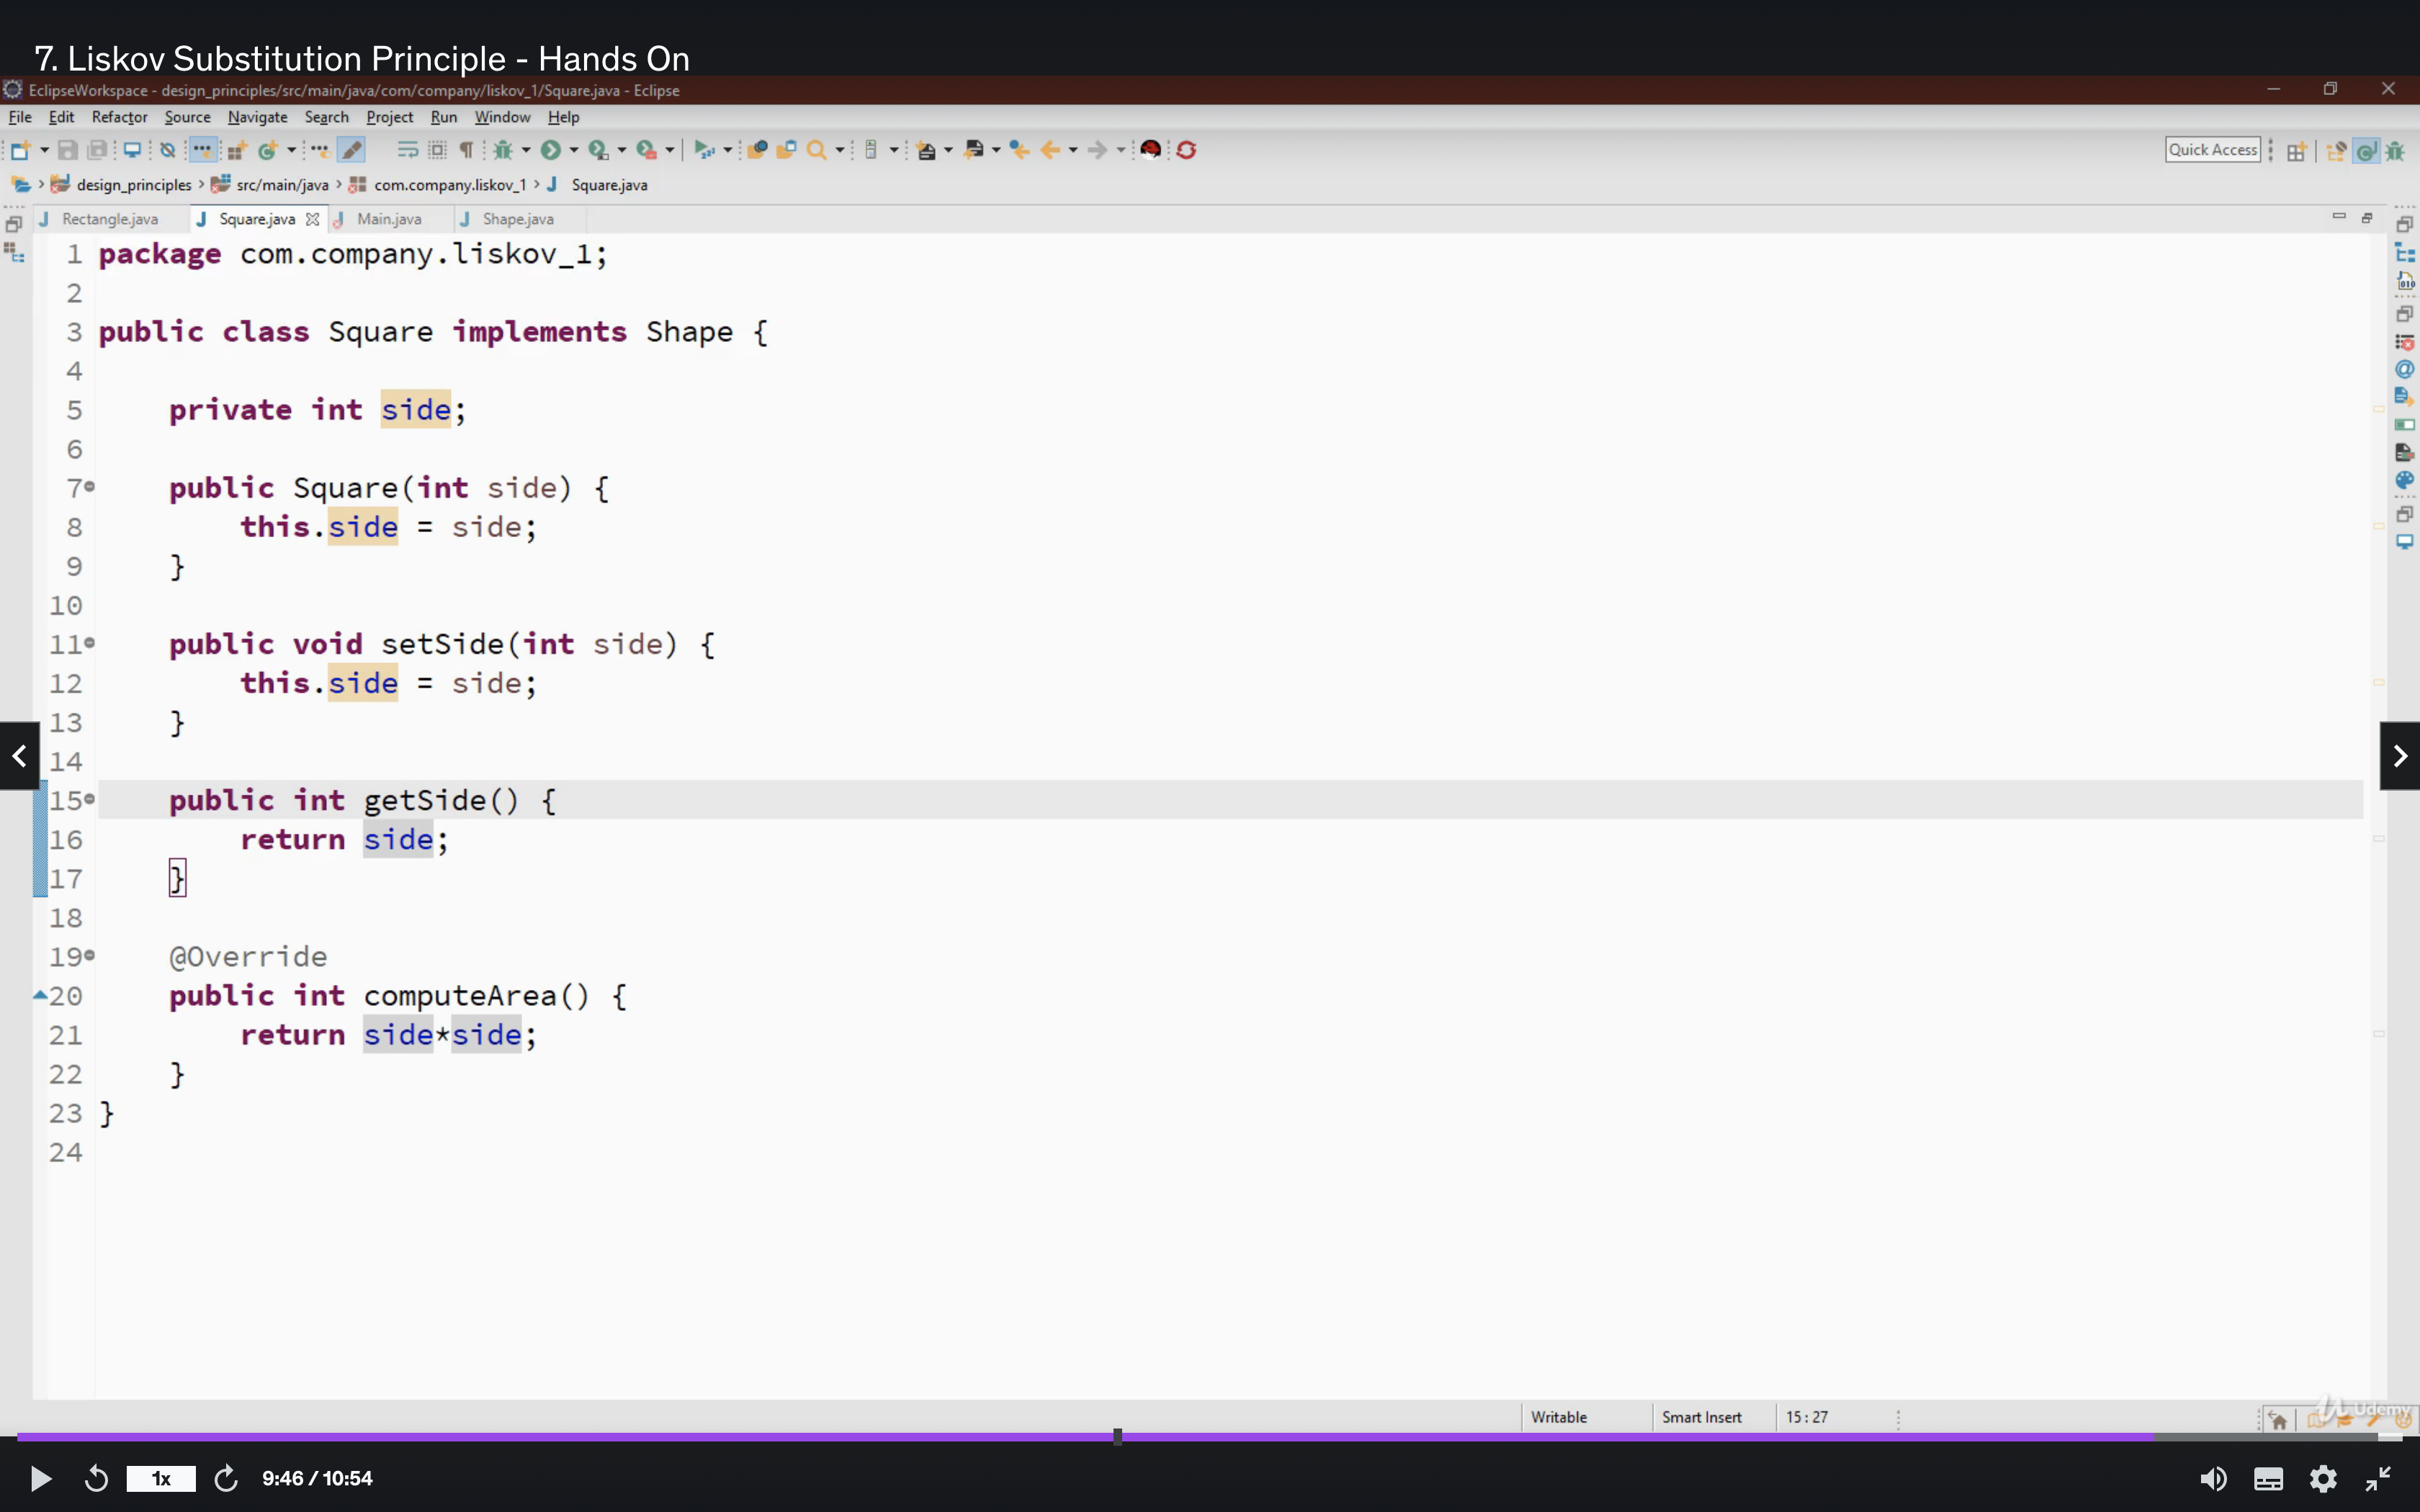 7. Liskov Substitution Principle - Hands On
EclipseWorkspace - design_principles/src/main/java/com/company/liskov_1/Square.java - Eclipse
File Edit Refactor Source Navigate Search Project Run Window Help
Quick Access
design_principles src/main/java com.company.liskov_1 Square.java
Rectangle.java Square.java Main.java Shape.java
1 package com.company.liskov_1;
2
3 public class Square implements Shape {
4
5 private int side;
6
7 public Square(int side) {
8 this.side = side;
9 }
10
11 public void setSide(int side) {
12 this.side = side;
13 }
14
15 public int getSide() {
16 return side;
17 }
18
19 @Override
20 public int computeArea() {
21 return side*side;
22 }
23 }
24
Writable Smart Insert 15 : 27
Udemy
1x 9:46 / 10:54